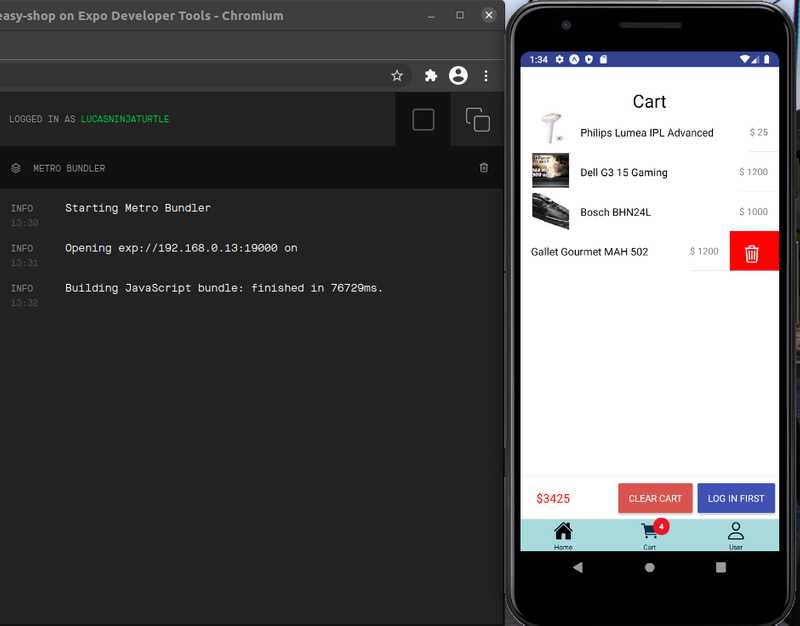 easy-shop on Expo Developer Tools - Chromium
LOGGED IN AS LUCASNINJATURTLE
METRO BUNDLER
INFO Starting Metro Bundler
13:30
INFO Opening exp://192.168.0.13:19000 on
13:31
INFO Building JavaScript bundle: finished in 76729ms.
13:32
1:34
Cart
Philips Lumea IPL Advanced $ 25
Dell G3 15 Gaming $ 1200
Bosch BHN24L $ 1000
Gallet Gourmet MAH 502 $ 1200
$3425 CLEAR CART LOG IN FIRST
4
Home Cart User